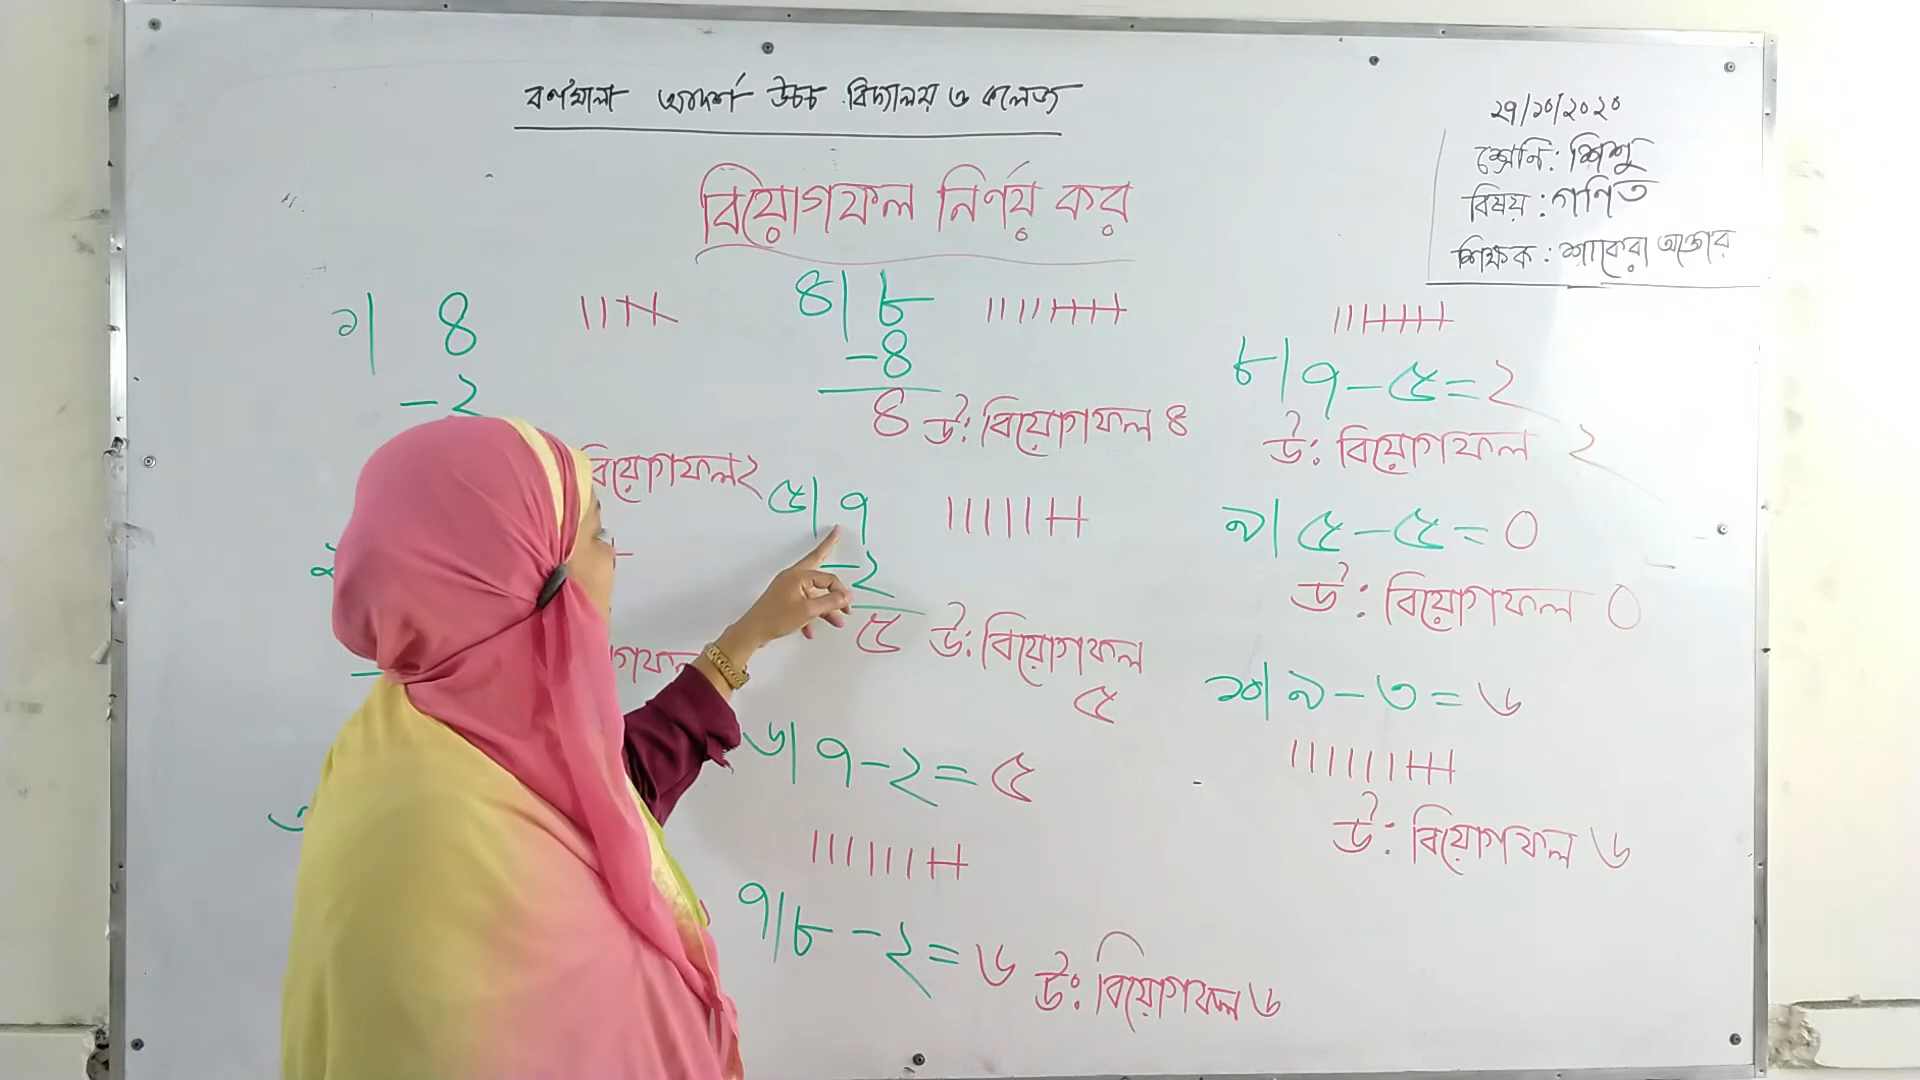 বর্ণমালা আদর্শ উচ্চ বিদ্যালয় ও কলেজ
২৭/১০/২০২০
শ্রেনি: শিশু
বিষয়: গণিত
শিক্ষক: শাকেরা আক্তার
বিয়োগফল নির্ণয় কর
১| ৪
-২
বিয়োগফল ২
৪| ৮
-৪
৪ উ: বিয়োগফল ৪
৫| ৭
-২
৫ উ: বিয়োগফল
৫
৬| ৭-২=৫
৭| ৮-২=৬ উ: বিয়োগফল ৬
৮| ৭-৫=২
উ: বিয়োগফল ২
৯| ৫-৫=০
উ: বিয়োগফল ০
১০| ৯-৩=৬
উ: বিয়োগফল ৬